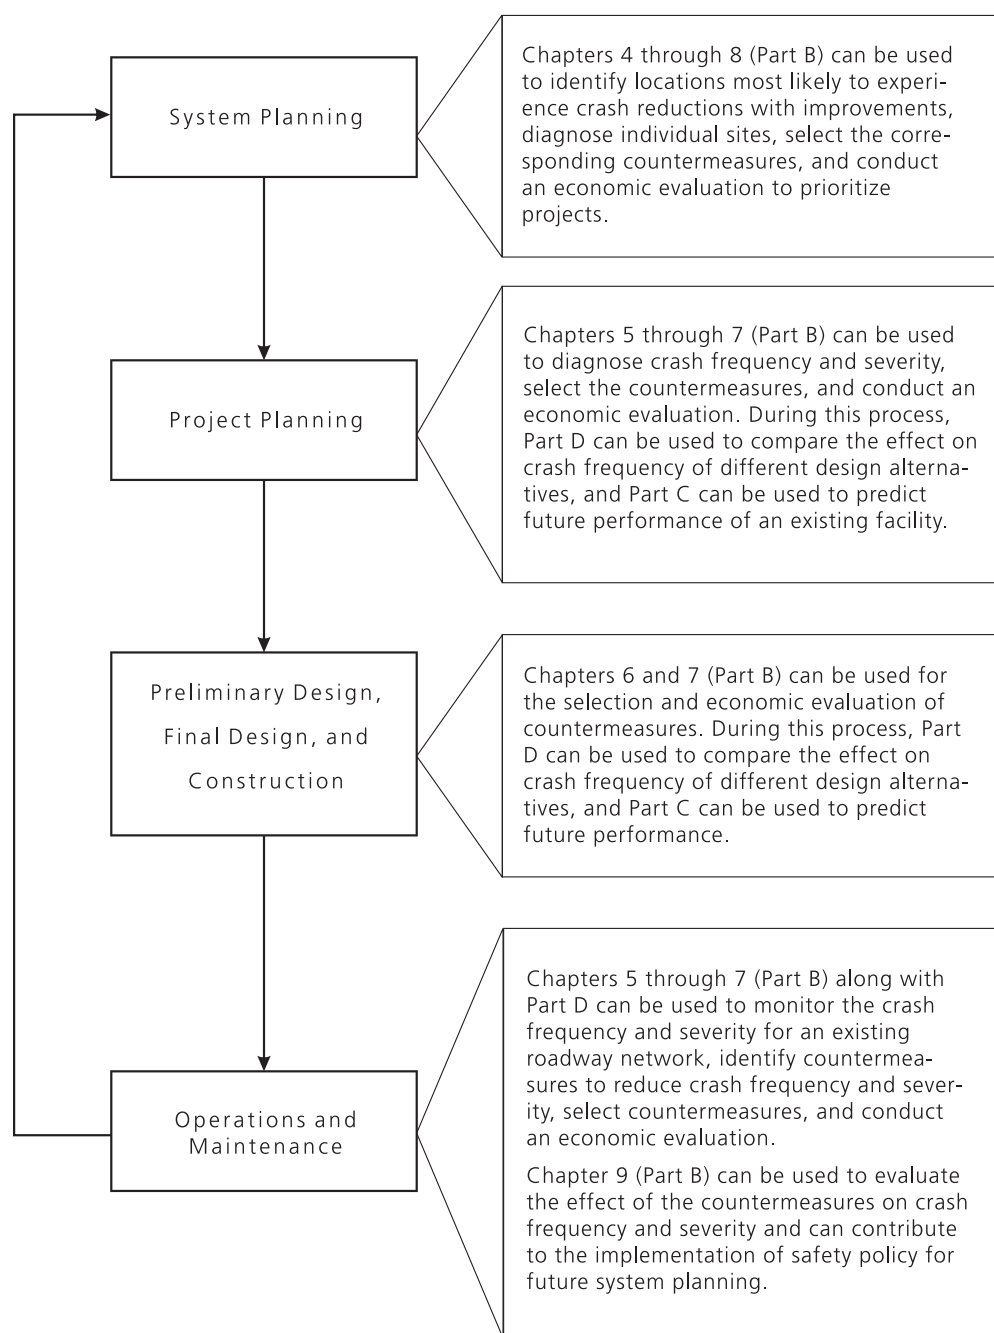 System Planning
Chapters 4 through 8 (Part B) can be used
to identify locations most likely to experi-
ence crash reductions with improvements,
diagnose individual sites, select the corre-
sponding countermeasures, and conduct
an economic evaluation to prioritize
projects.
Project Planning
Chapters 5 through 7 (Part B) can be used
to diagnose crash frequency and severity,
select the countermeasures, and conduct an
economic evaluation. During this process,
Part D can be used to compare the effect on
crash frequency of different design alterna-
tives, and Part C can be used to predict
future performance of an existing facility.
Preliminary Design,
Final Design, and
Construction
Chapters 6 and 7 (Part B) can be used for
the selection and economic evaluation of
countermeasures. During this process, Part
D can be used to compare the effect on
crash frequency of different design alterna-
tives, and Part C can be used to predict
future performance.
Operations and
Maintenance
Chapters 5 through 7 (Part B) along with
Part D can be used to monitor the crash
frequency and severity for an existing
roadway network, identify countermea-
sures to reduce crash frequency and sever-
ity, select countermeasures, and conduct
an economic evaluation.
Chapter 9 (Part B) can be used to evaluate
the effect of the countermeasures on crash
frequency and severity and can contribute
to the implementation of safety policy for
future system planning.